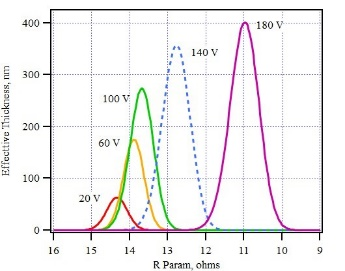 400
300
200
100
0
180 V
140 V
100 V
60 V
20 V
16 15 14 13 12 11 10 9
R Param, ohms
Effective Thickness, nm